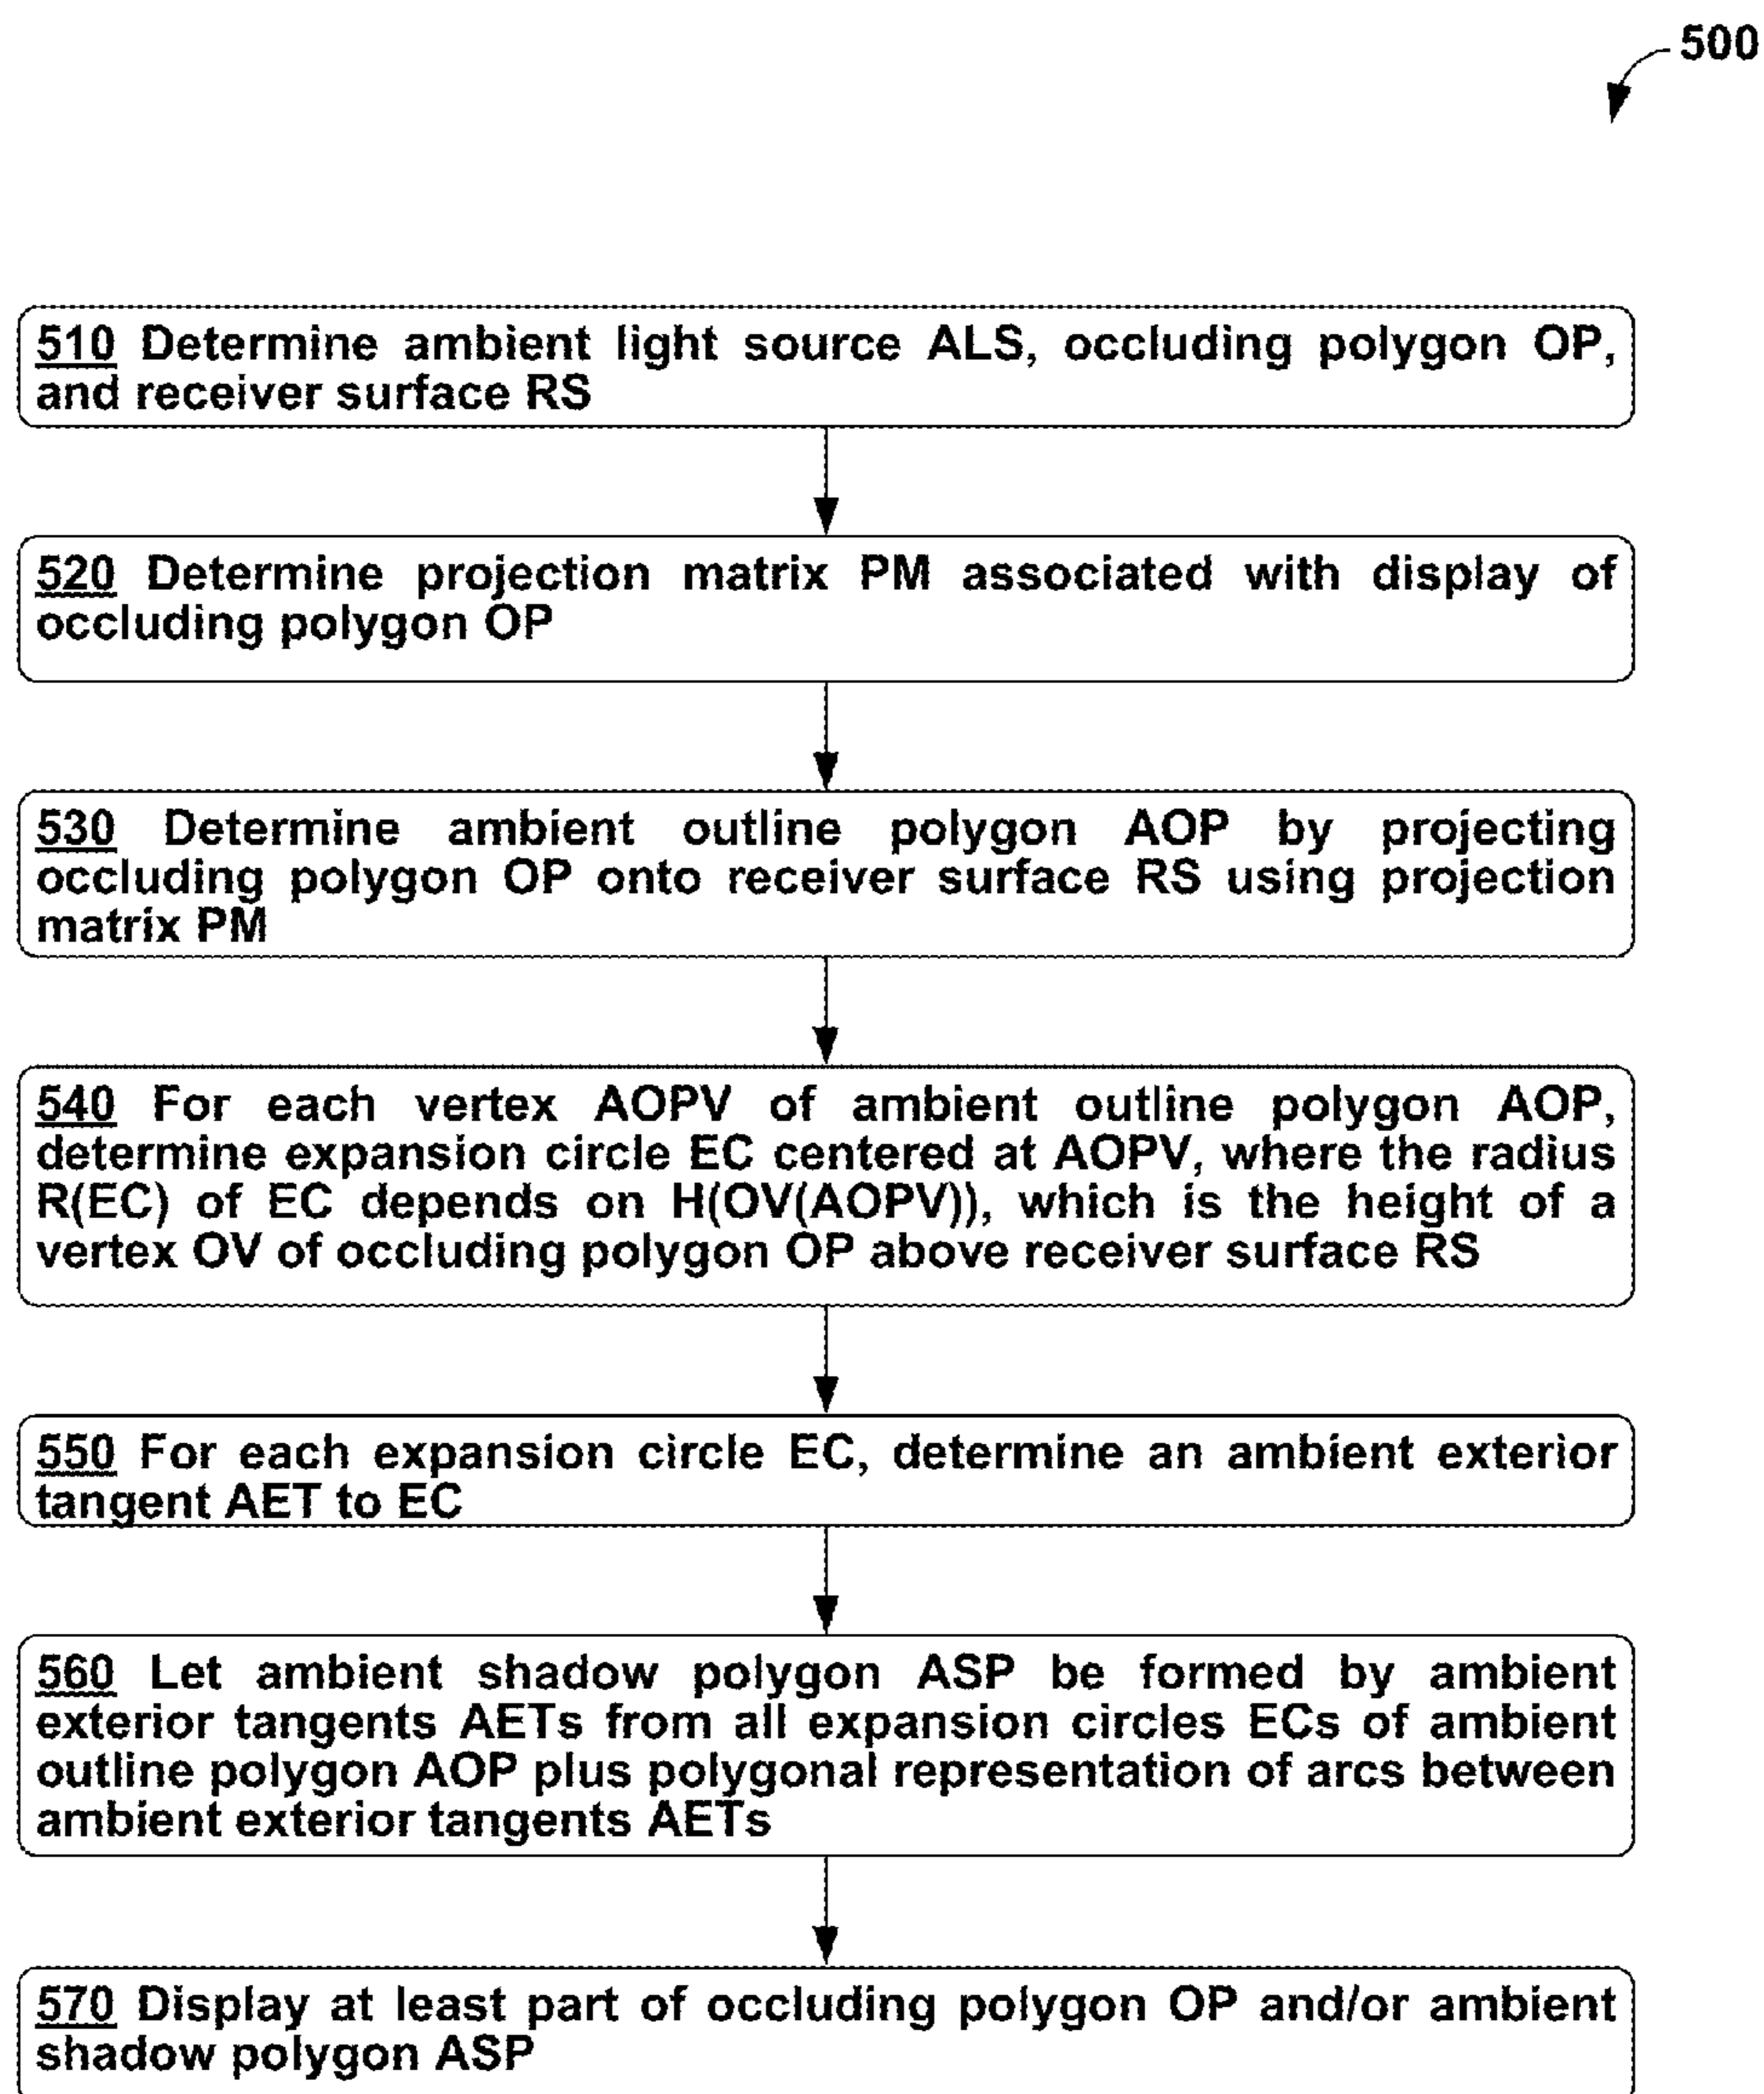 500
510 Determine ambient light source ALS, occluding polygon OP,
and receiver surface RS
520 Determine projection matrix PM associated with display of
occluding polygon OP
530 Determine ambient outline polygon AOP by projecting
occluding polygon OP onto receiver surface RS using projection
matrix PM
540 For each vertex AOPV of ambient outline polygon AOP,
determine expansion circle EC centered at AOPV, where the radius
R(EC) of EC depends on H(OV(AOPV)), which is the height of a
vertex OV of occluding polygon OP above receiver surface RS
550 For each expansion circle EC, determine an ambient exterior
tangent AET to EC
560 Let ambient shadow polygon ASP be formed by ambient
exterior tangents AETs from all expansion circles ECs of ambient
outline polygon AOP plus polygonal representation of arcs between
ambient exterior tangents AETs
570 Display at least part of occluding polygon OP and/or ambient
shadow polygon ASP